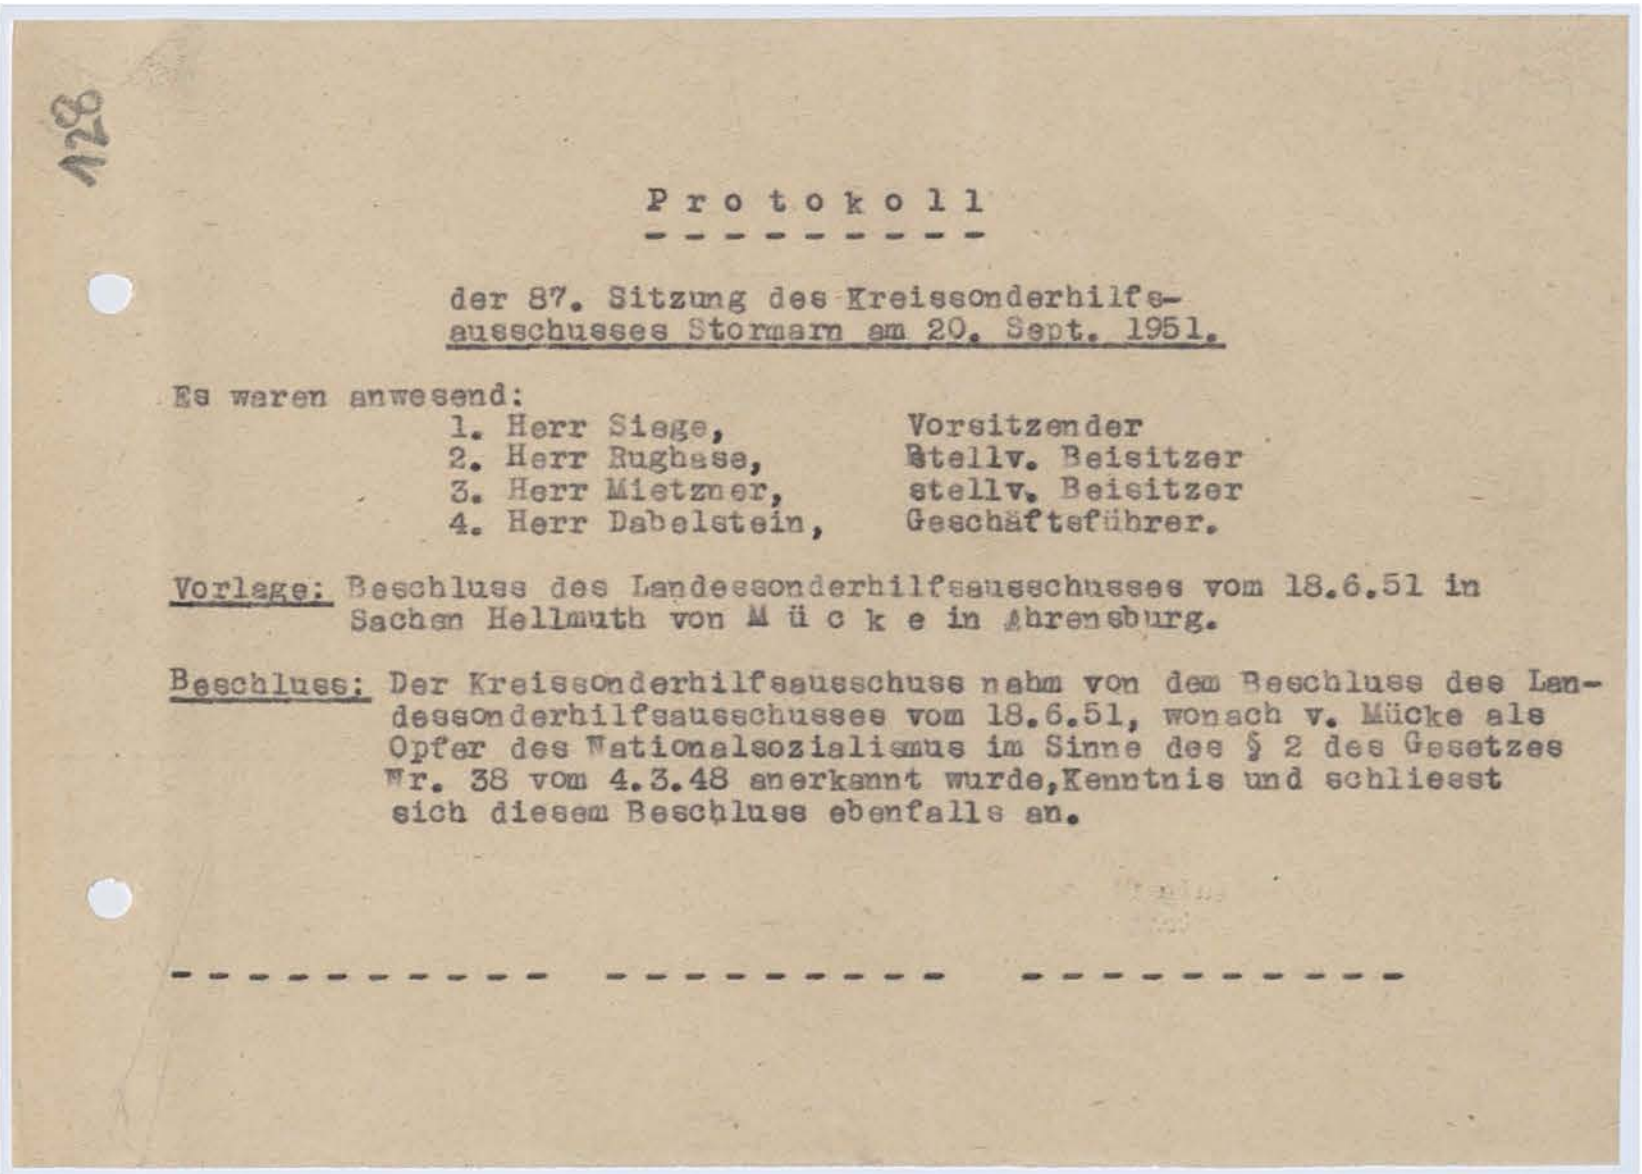 128
P r o t o k o l l
- - - - - - - - -
der 87. Sitzung des Kreissonderhilfs-
ausschusses Stormarn am 20. Sept. 1951.
Es waren anwesend:
1. Herr Siege, Vorsitzender
2. Herr Rughase, Stellv. Beisitzer
3. Herr Mietzner, stellv. Beisitzer
4. Herr Dabelstein, Geschäftsführer.
Vorlage: Beschluss des Landessonderhilfsausschusses vom 18.6.51 in
Sachen Hellmuth von M ü c k e in Ahrensburg.
Beschluss: Der Kreissonderhilfsausschuss nahm von dem Beschluss des Lan-
dessonderhilfsausschusses vom 18.6.51, wonach v. Mücke als
Opfer des Nationalsozialismus im Sinne des § 2 des Gesetzes
Nr. 38 vom 4.3.48 anerkannt wurde,Kenntnis und schliesst
sich diesem Beschluss ebenfalls an.
- - - - - - - - - - - - - - - - - - - - - - - - - - - - -